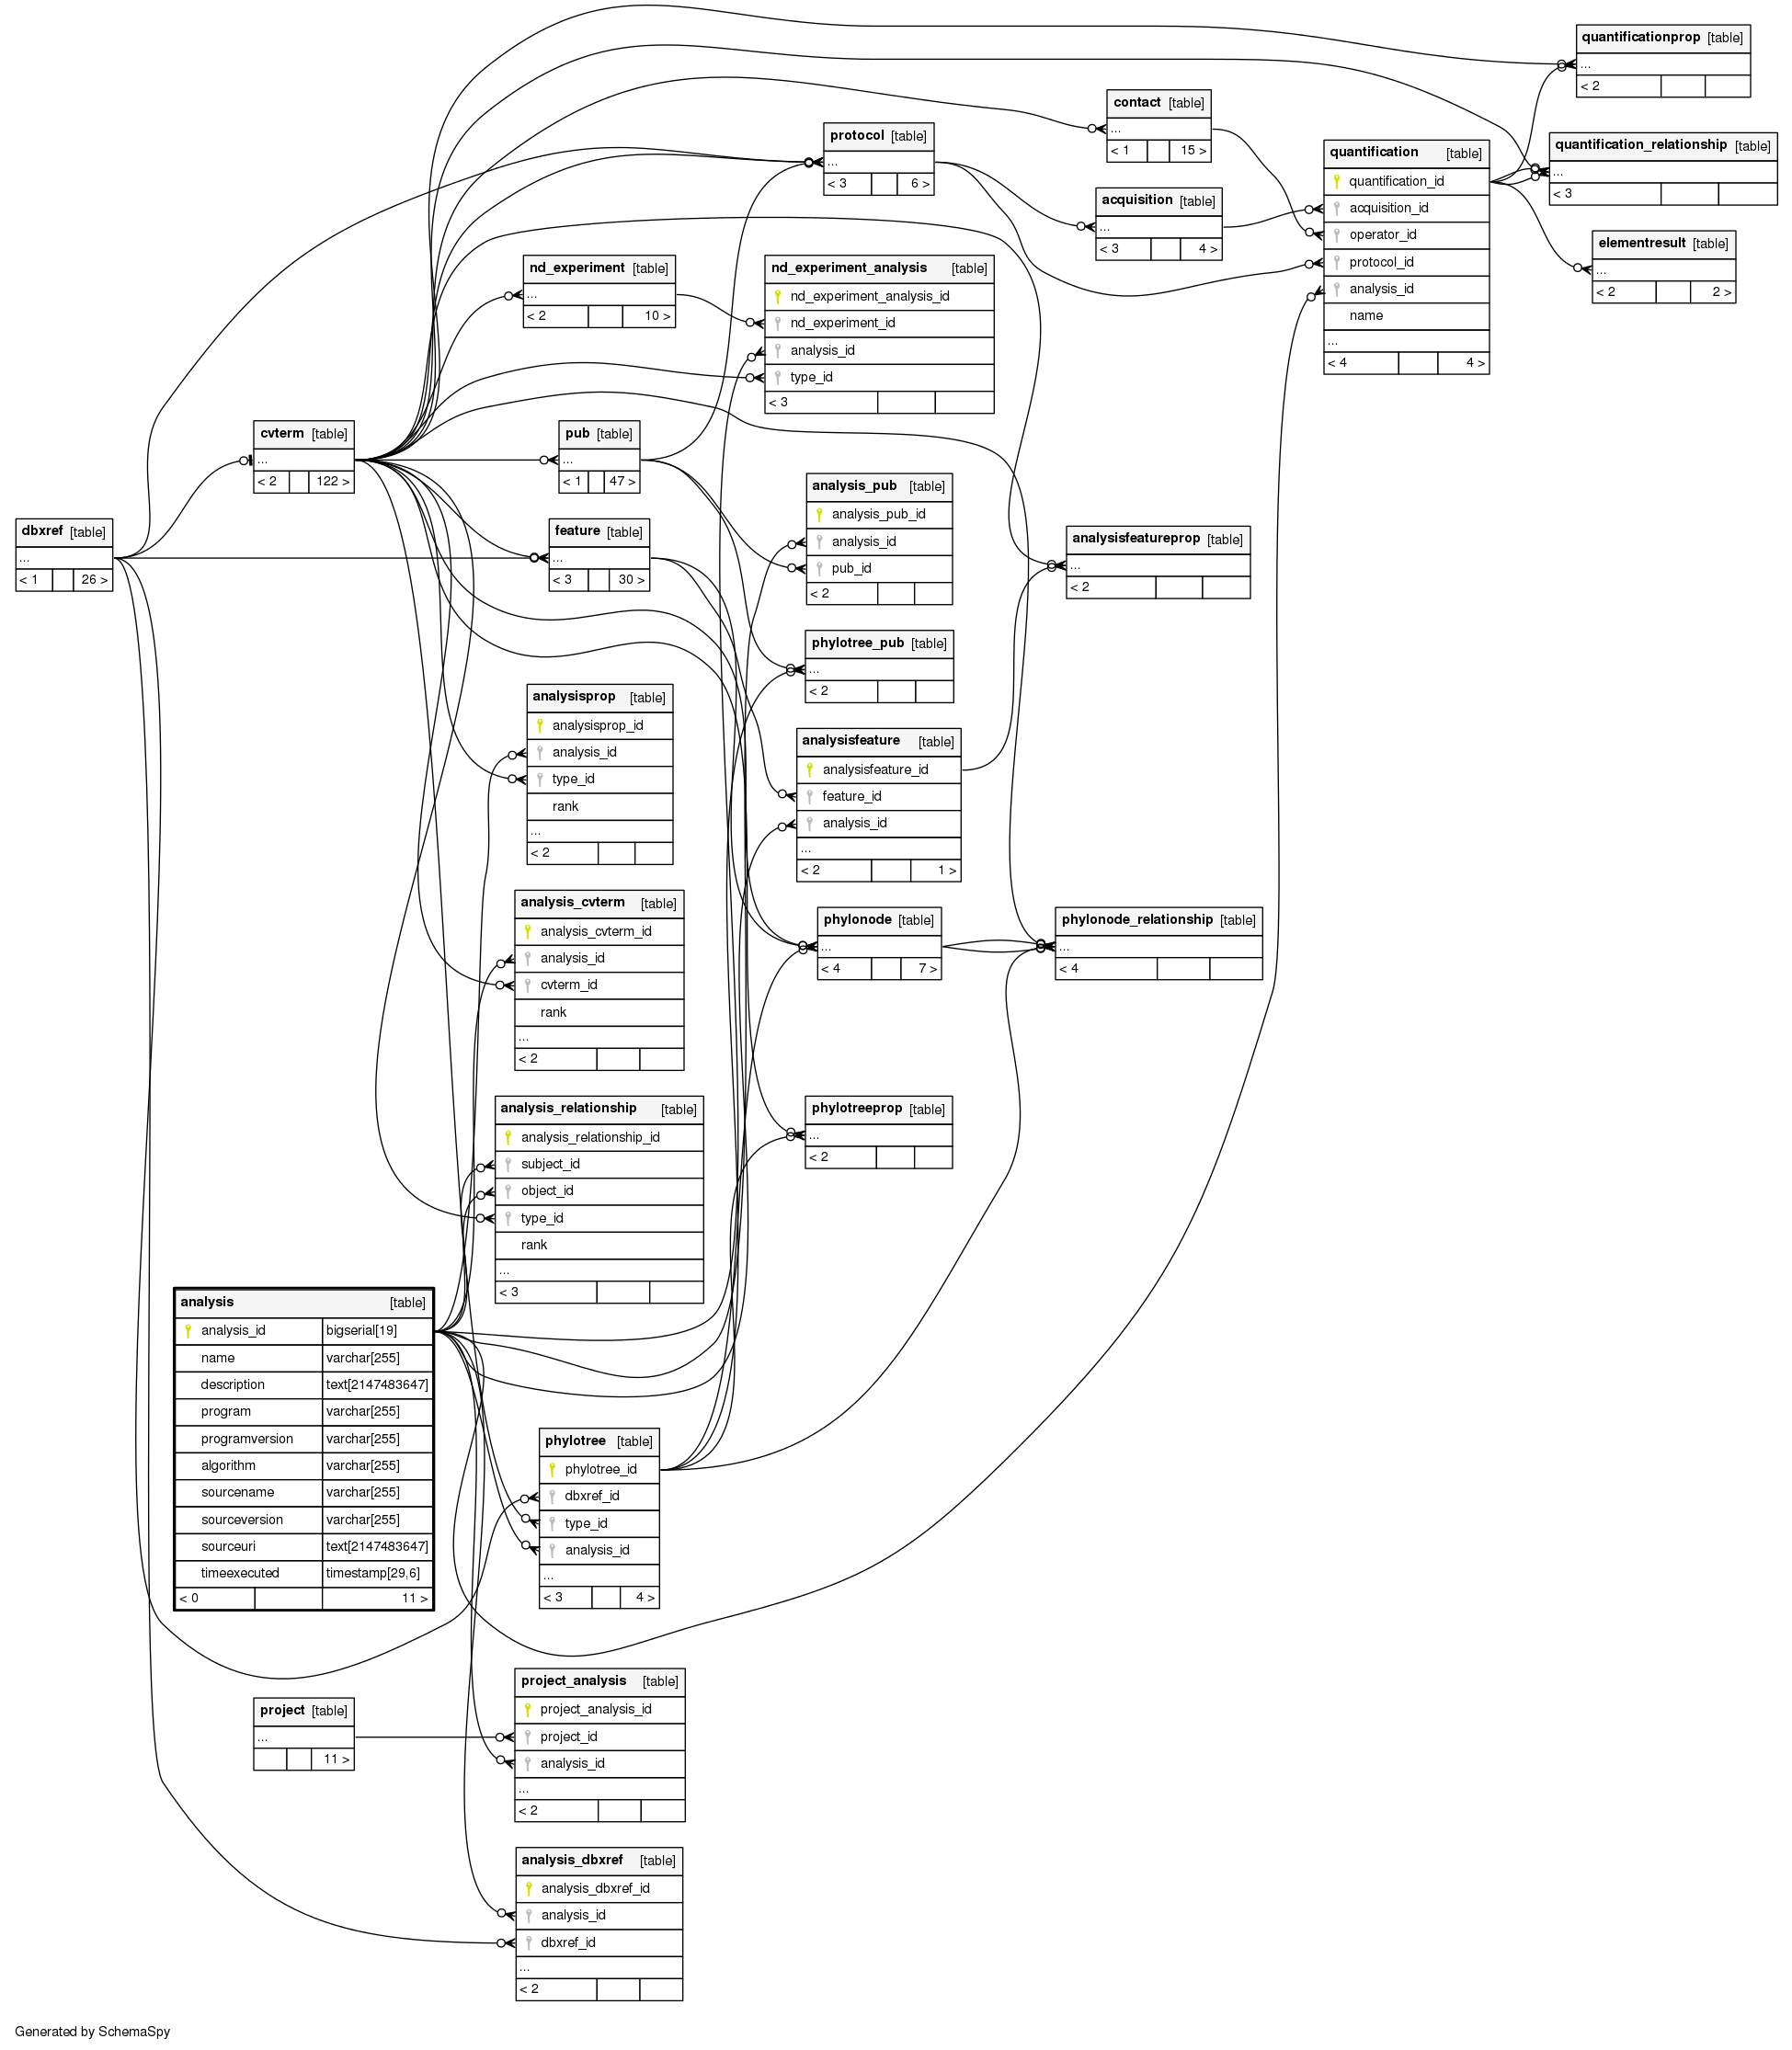 quantificationprop [table]
...
< 2
contact [table]
...
< 1 15 >
protocol [table]
...
< 3 6 >
quantification [table]
quantification_id
acquisition_id
operator_id
protocol_id
analysis_id
name
...
< 4 4 >
quantification_relationship [table]
...
< 3
acquisition [table]
...
< 3 4 >
elementresult [table]
...
< 2 2 >
nd_experiment [table]
...
< 2 10 >
nd_experiment_analysis [table]
nd_experiment_analysis_id
nd_experiment_id
analysis_id
type_id
< 3
cvterm [table]
...
< 2 122 >
pub [table]
...
< 1 47 >
analysis_pub [table]
analysis_pub_id
analysis_id
pub_id
< 2
dbxref [table]
...
< 1 26 >
feature [table]
...
< 3 30 >
analysisfeatureprop [table]
...
< 2
phylotree_pub [table]
...
< 2
analysisprop [table]
analysisprop_id
analysis_id
type_id
rank
...
< 2
analysisfeature [table]
analysisfeature_id
feature_id
analysis_id
...
< 2 1 >
analysis_cvterm [table]
analysis_cvterm_id
analysis_id
cvterm_id
rank
...
< 2
phylonode [table]
...
< 4 7 >
phylonode_relationship [table]
...
< 4
analysis_relationship [table]
analysis_relationship_id
subject_id
object_id
type_id
rank
...
< 3
phylotreeprop [table]
...
< 2
analysis [table]
analysis_id bigserial[19]
name varchar[255]
description text[2147483647]
program varchar[255]
programversion varchar[255]
algorithm varchar[255]
sourcename varchar[255]
sourceversion varchar[255]
sourceuri text[2147483647]
timeexecuted timestamp[29,6]
< 0 11 >
phylotree [table]
phylotree_id
dbxref_id
type_id
analysis_id
...
< 3 4 >
project [table]
...
11 >
project_analysis [table]
project_analysis_id
project_id
analysis_id
...
< 2
analysis_dbxref [table]
analysis_dbxref_id
analysis_id
dbxref_id
...
< 2
Generated by SchemaSpy